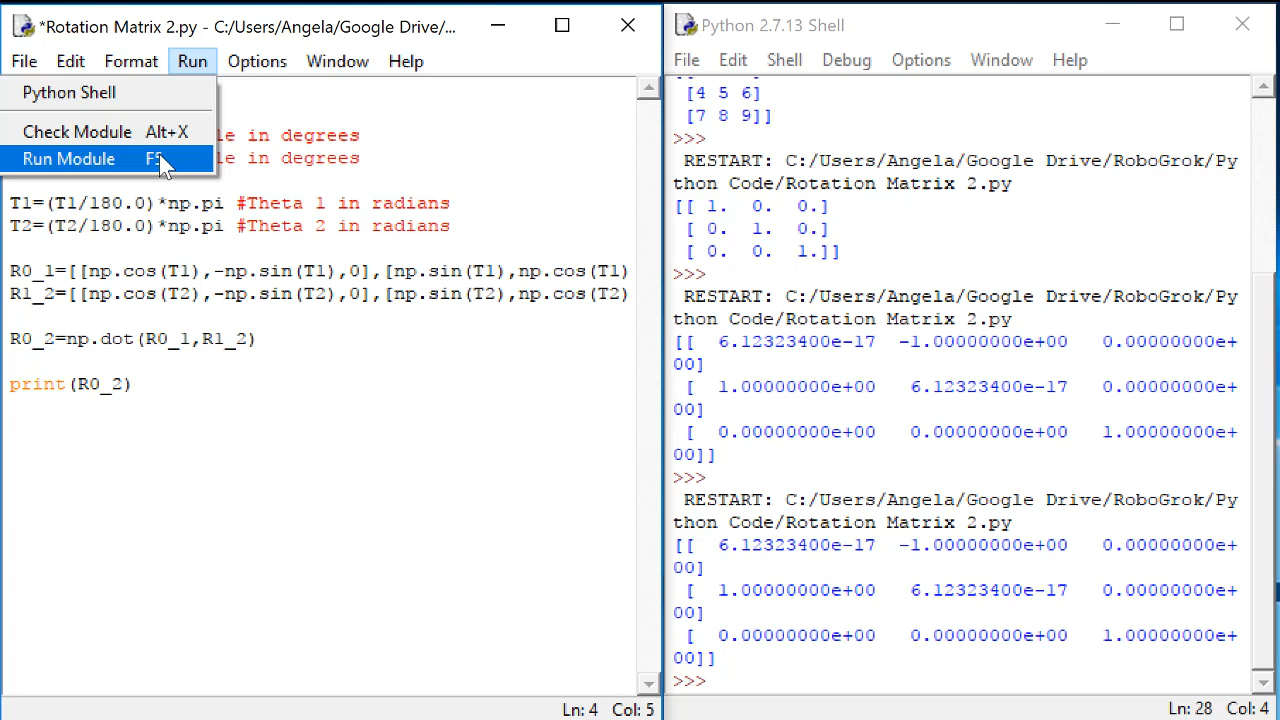 *Rotation Matrix 2.py - C:/Users/Angela/Google Drive/...
File Edit Format Run Options Window Help
Python Shell
Check Module Alt+X
Run Module
le in degrees
le in degrees
T1=(T1/180.0)*np.pi #Theta 1 in radians
T2=(T2/180.0)*np.pi #Theta 2 in radians
R0_1=[[np.cos(T1),-np.sin(T1),0],[np.sin(T1),np.cos(T1)
R1_2=[[np.cos(T2),-np.sin(T2),0],[np.sin(T2),np.cos(T2)
R0_2=np.dot(R0_1,R1_2)
print(R0_2)
Ln: 4 Col: 5
Python 2.7.13 Shell
File Edit Shell Debug Options Window Help
[4 5 6]
[7 8 9]]
>>>
RESTART: C:/Users/Angela/Google Drive/RoboGrok/Py
thon Code/Rotation Matrix 2.py
[[ 1. 0. 0.]
[ 0. 1. 0.]
[ 0. 0. 1.]]
>>>
RESTART: C:/Users/Angela/Google Drive/RoboGrok/Py
thon Code/Rotation Matrix 2.py
[[ 6.12323400e-17 -1.00000000e+00 0.00000000e+
00]
[ 1.00000000e+00 6.12323400e-17 0.00000000e+
00]
[ 0.00000000e+00 0.00000000e+00 1.00000000e+
00]]
>>>
RESTART: C:/Users/Angela/Google Drive/RoboGrok/Py
thon Code/Rotation Matrix 2.py
[[ 6.12323400e-17 -1.00000000e+00 0.00000000e+
00]
[ 1.00000000e+00 6.12323400e-17 0.00000000e+
00]
[ 0.00000000e+00 0.00000000e+00 1.00000000e+
00]]
>>>
Ln: 28 Col: 4